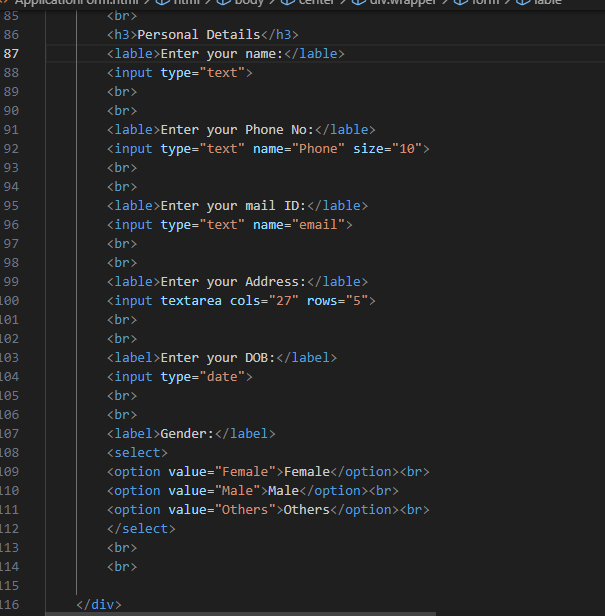 ApplicationForm.html > html > body > center > div.wrapper > form > lable
85 <br>
86 <h3>Personal Details</h3>
87 <lable>Enter your name:</lable>
88 <input type="text">
89 <br>
90 <br>
91 <lable>Enter your Phone No:</lable>
92 <input type="text" name="Phone" size="10">
93 <br>
94 <br>
95 <lable>Enter your mail ID:</lable>
96 <input type="text" name="email">
97 <br>
98 <br>
99 <lable>Enter your Address:</lable>
100 <input textarea cols="27" rows="5">
101 <br>
102 <br>
103 <label>Enter your DOB:</label>
104 <input type="date">
105 <br>
106 <br>
107 <label>Gender:</label>
108 <select>
109 <option value="Female">Female</option><br>
110 <option value="Male">Male</option><br>
111 <option value="Others">Others</option><br>
112 </select>
113 <br>
114 <br>
115
116 </div>